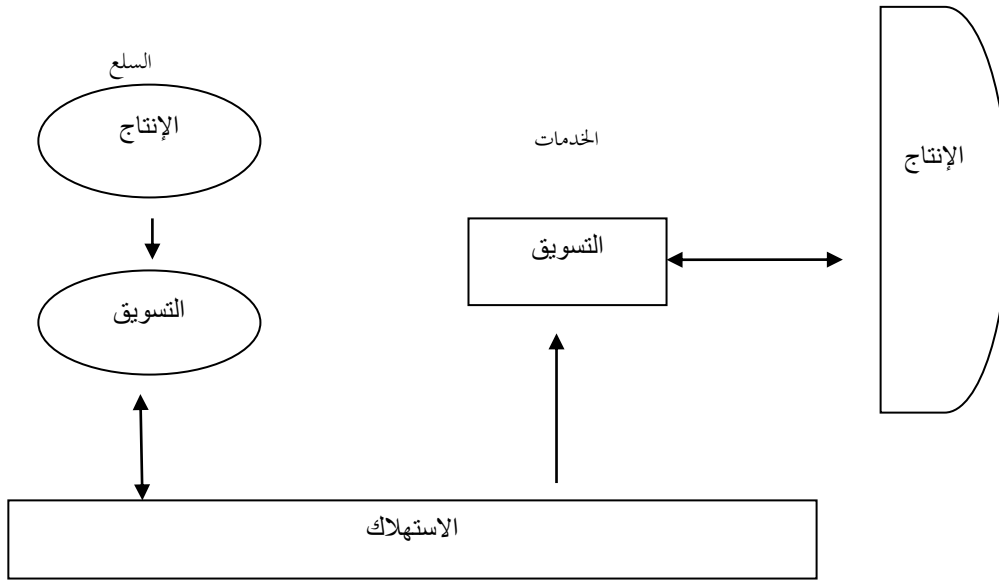 السلع
الإنتاج
الخدمات
الإنتاج
التسويق
التسويق
الاستهلاك